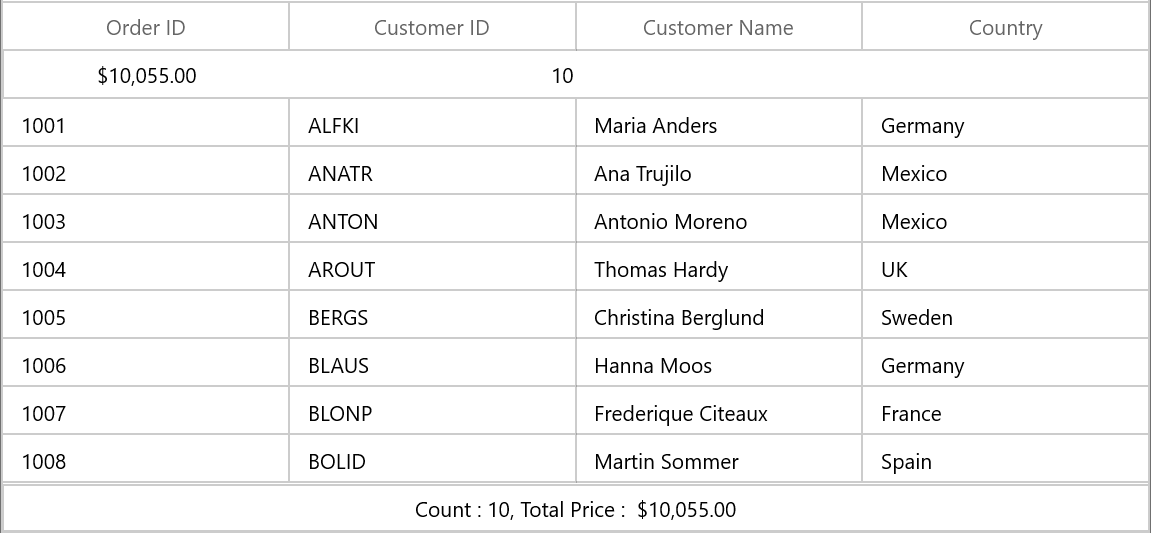 Order ID Customer ID Customer Name Country
$10,055.00 10
1001 ALFKI Maria Anders Germany
1002 ANATR Ana Trujilo Mexico
1003 ANTON Antonio Moreno Mexico
1004 AROUT Thomas Hardy UK
1005 BERGS Christina Berglund Sweden
1006 BLAUS Hanna Moos Germany
1007 BLONP Frederique Citeaux France
1008 BOLID Martin Sommer Spain
Count : 10, Total Price :  $10,055.00